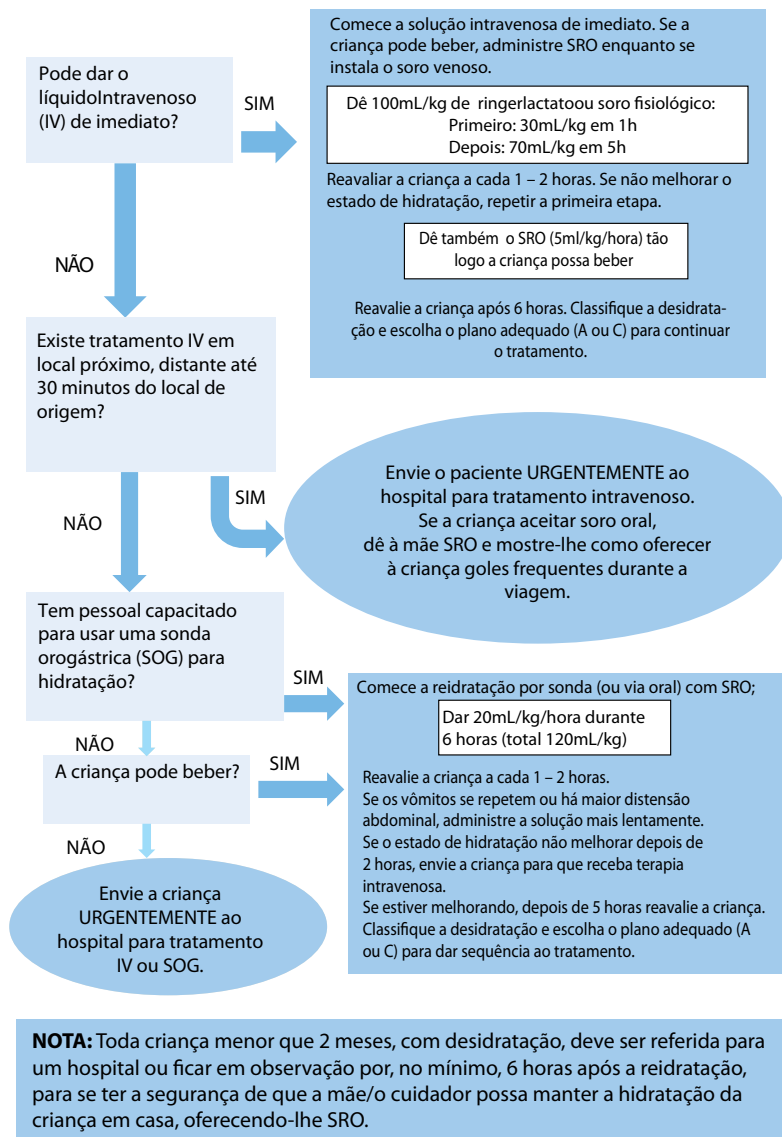 Pode dar o
líquidoIntravenoso
(IV) de imediato?
SIM
Comece a solução intravenosa de imediato. Se a
criança pode beber, administre SRO enquanto se
instala o soro venoso.
Dê 100mL/kg de ringerlactatoou soro fisiológico:
Primeiro: 30mL/kg em 1h
Depois: 70mL/kg em 5h
Reavaliar a criança a cada 1 – 2 horas. Se não melhorar o
estado de hidratação, repetir a primeira etapa.
Dê também o SRO (5ml/kg/hora) tão
logo a criança possa beber
Reavalie a criança após 6 horas. Classifique a desidrata-
ção e escolha o plano adequado (A ou C) para continuar
o tratamento.
NÃO
Existe tratamento IV em
local próximo, distante até
30 minutos do local de
origem?
SIM
Envie o paciente URGENTEMENTE ao
hospital para tratamento intravenoso.
Se a criança aceitar soro oral,
dê à mãe SRO e mostre-lhe como oferecer
à criança goles frequentes durante a
viagem.
NÃO
Tem pessoal capacitado
para usar uma sonda
orogástrica (SOG) para
hidratação?
SIM
Comece a reidratação por sonda (ou via oral) com SRO;
Dar 20mL/kg/hora durante
6 horas (total 120mL/kg)
Reavalie a criança a cada 1 – 2 horas.
Se os vômitos se repetem ou há maior distensão
abdominal, administre a solução mais lentamente.
Se o estado de hidratação não melhorar depois de
2 horas, envie a criança para que receba terapia
intravenosa.
Se estiver melhorando, depois de 5 horas reavalie a criança.
Classifique a desidratação e escolha o plano adequado (A
ou C) para dar sequência ao tratamento.
NÃO
A criança pode beber?
SIM
NÃO
Envie a criança
URGENTEMENTE ao
hospital para tratamento
IV ou SOG.
NOTA: Toda criança menor que 2 meses, com desidratação, deve ser referida para
um hospital ou ficar em observação por, no mínimo, 6 horas após a reidratação,
para se ter a segurança de que a mãe/o cuidador possa manter a hidratação da
criança em casa, oferecendo-lhe SRO.